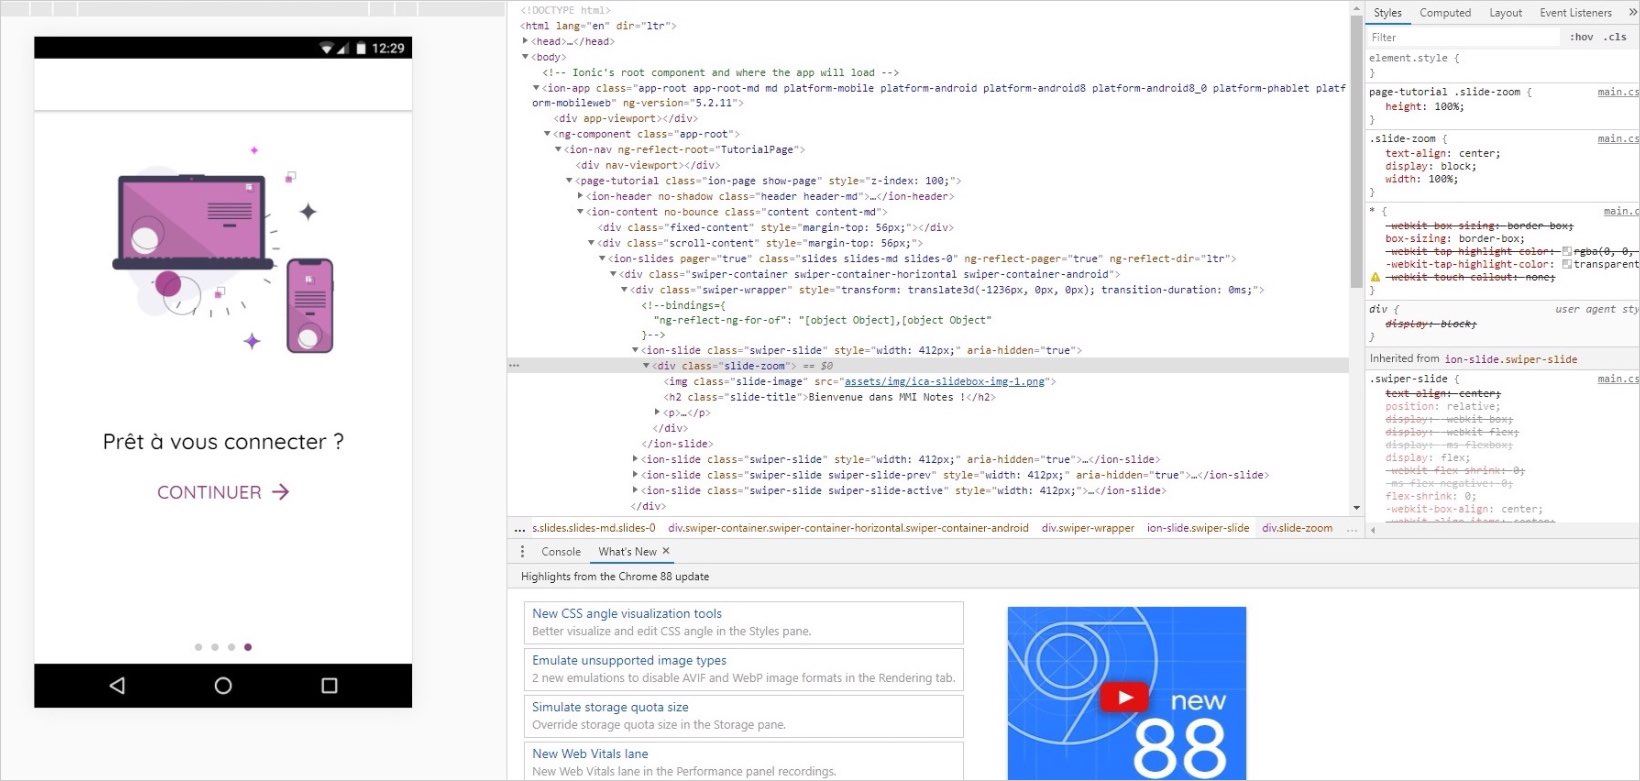 12:29
Prêt à vous connecter ?
CONTINUER →
<!DOCTYPE html>
<html lang="en" dir="ltr">
▶<head>…</head>
▼<body>
<!-- Ionic's root component and where the app will load -->
▼<ion-app class="app-root app-root-md md platform-mobile platform-android platform-android8 platform-android8_0 platform-phablet platf
orm-mobileweb" ng-version="5.2.11">
<div app-viewport></div>
▼<ng-component class="app-root">
▼<ion-nav ng-reflect-root="TutorialPage">
<div nav-viewport></div>
▼<page-tutorial class="ion-page show-page" style="z-index: 100;">
▶<ion-header no-shadow class="header header-md">…</ion-header>
▼<ion-content no-bounce class="content content-md">
<div class="fixed-content" style="margin-top: 56px;"></div>
▼<div class="scroll-content" style="margin-top: 56px;">
▼<ion-slides pager="true" class="slides slides-md slides-0" ng-reflect-pager="true" ng-reflect-dir="ltr">
▼<div class="swiper-container swiper-container-horizontal swiper-container-android">
▼<div class="swiper-wrapper" style="transform: translate3d(-1236px, 0px, 0px); transition-duration: 0ms;">
<!--bindings={
"ng-reflect-ng-for-of": "[object Object],[object Object"
}-->
▼<ion-slide class="swiper-slide" style="width: 412px;" aria-hidden="true">
… ▼<div class="slide-zoom"> == $0
<img class="slide-image" src="assets/img/ica-slidebox-img-1.png">
<h2 class="slide-title">Bienvenue dans MMI Notes !</h2>
▶<p>…</p>
</div>
</ion-slide>
▶<ion-slide class="swiper-slide" style="width: 412px;" aria-hidden="true">…</ion-slide>
▶<ion-slide class="swiper-slide swiper-slide-prev" style="width: 412px;" aria-hidden="true">…</ion-slide>
▶<ion-slide class="swiper-slide swiper-slide-active" style="width: 412px;">…</ion-slide>
</div>
… s.slides.slides-md.slides-0 div.swiper-container.swiper-container-horizontal.swiper-container-android div.swiper-wrapper ion-slide.swiper-slide div.slide-zoom …
Styles Computed Layout Event Listeners »
Filter :hov .cls
element.style {
}
page-tutorial .slide-zoom { main.cs
height: 100%;
}
.slide-zoom { main.cs
text-align: center;
display: block;
width: 100%;
}
* { main.c
-webkit-box-sizing: border-box;
box-sizing: border-box;
-webkit-tap-highlight-color: rgba(0, 0,
-webkit-tap-highlight-color: transparent
-webkit-touch-callout: none;
}
div { user agent sty
display: block;
}
Inherited from ion-slide.swiper-slide
.swiper-slide { main.cs
text-align: center;
position: relative;
display: -webkit-box;
display: -webkit-flex;
display: -ms-flexbox;
display: flex;
-webkit-flex-shrink: 0;
-ms-flex-negative: 0;
flex-shrink: 0;
-webkit-box-align: center;
-webkit-align-items: center;
Console What's New ×
Highlights from the Chrome 88 update
New CSS angle visualization tools
Better visualize and edit CSS angle in the Styles pane.
Emulate unsupported image types
2 new emulations to disable AVIF and WebP image formats in the Rendering tab.
Simulate storage quota size
Override storage quota size in the Storage pane.
New Web Vitals lane
New Web Vitals lane in the Performance panel recordings.
new
88